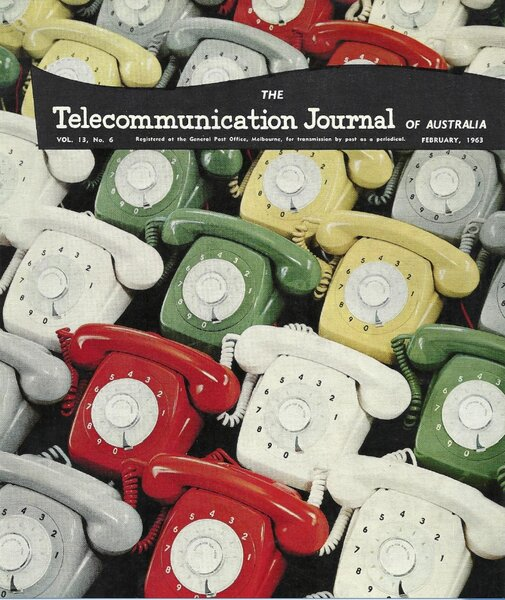 THE
Telecommunication Journal OF AUSTRALIA
VOL. 13, No. 6 Registered at the General Post Office, Melbourne, for transmission by post as a periodical. FEBRUARY, 1963